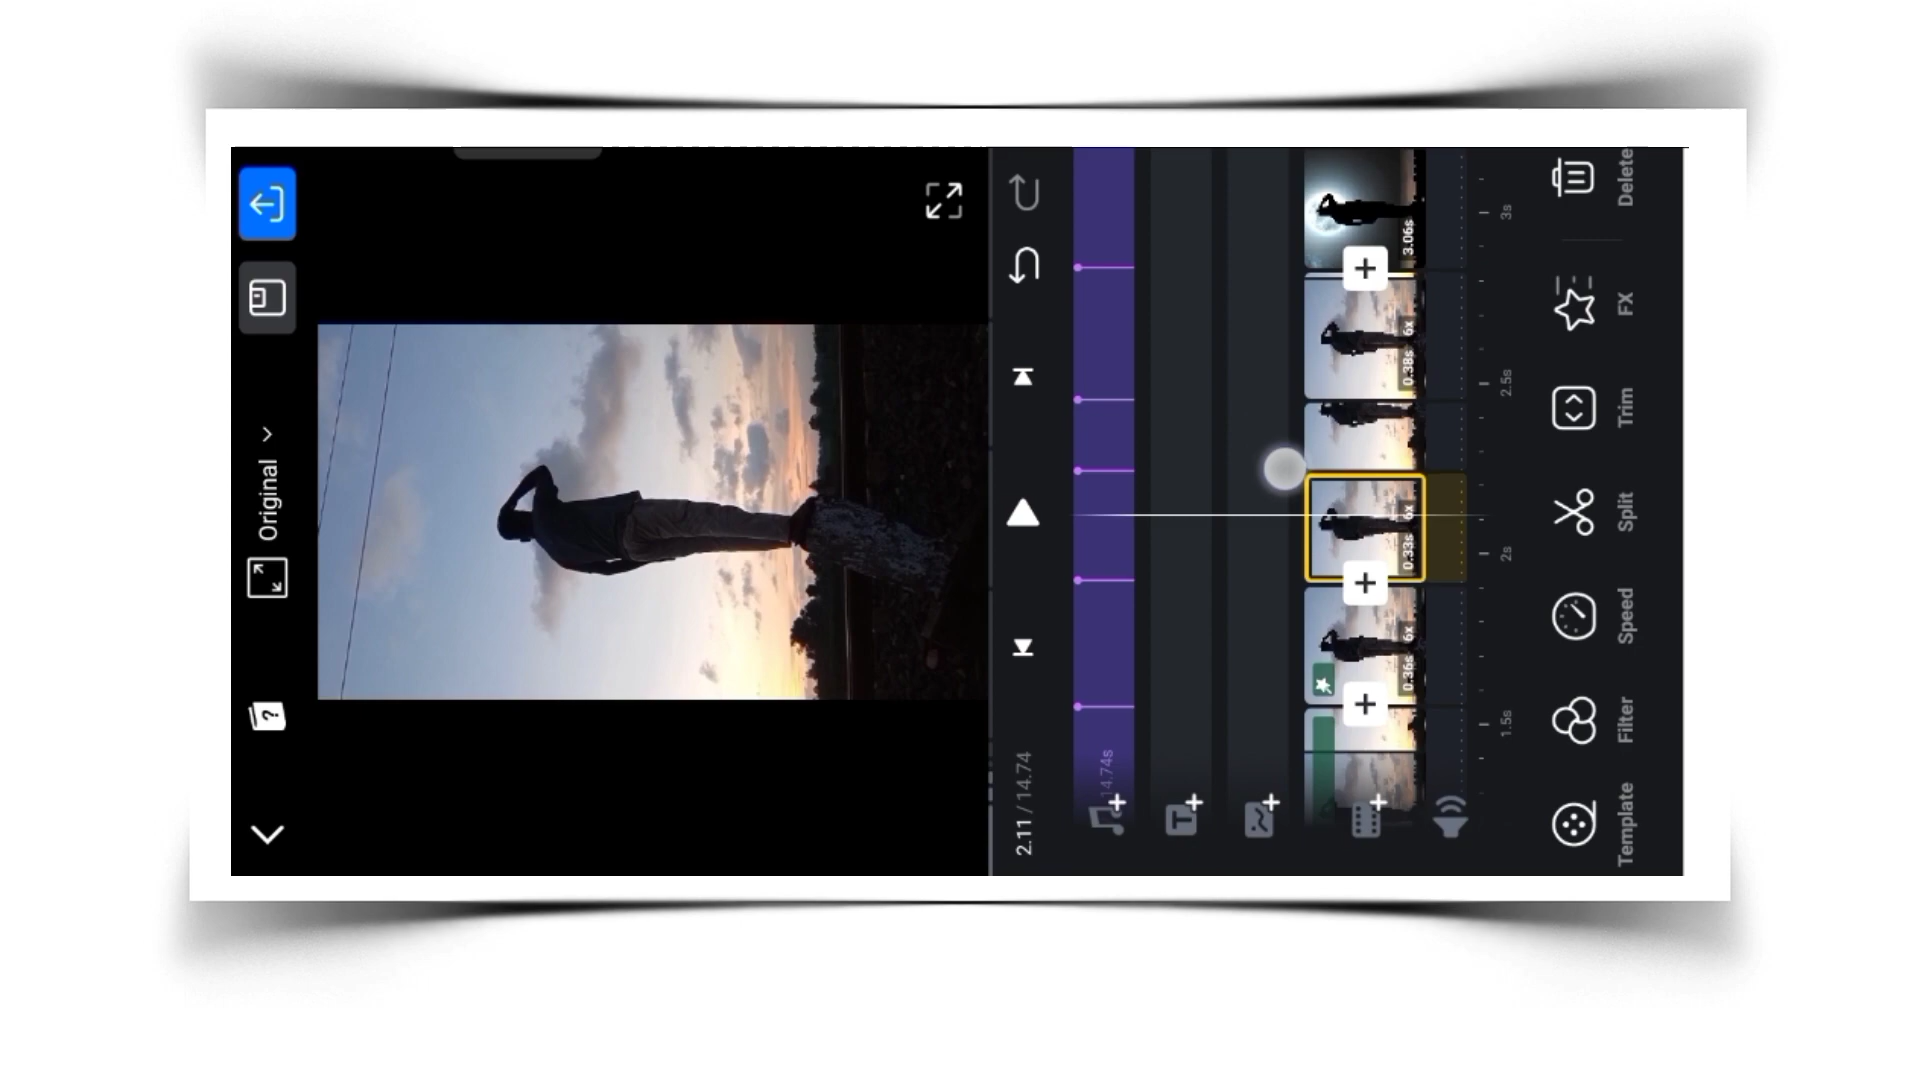 ?
Original
2.11 / 14.74
14.74s
T
0.36s 6x
0.33s 6x
0.38s 6x
3.06s
1.5s 2s 2.5s 3s
Template Filter Speed Split Trim FX Delete